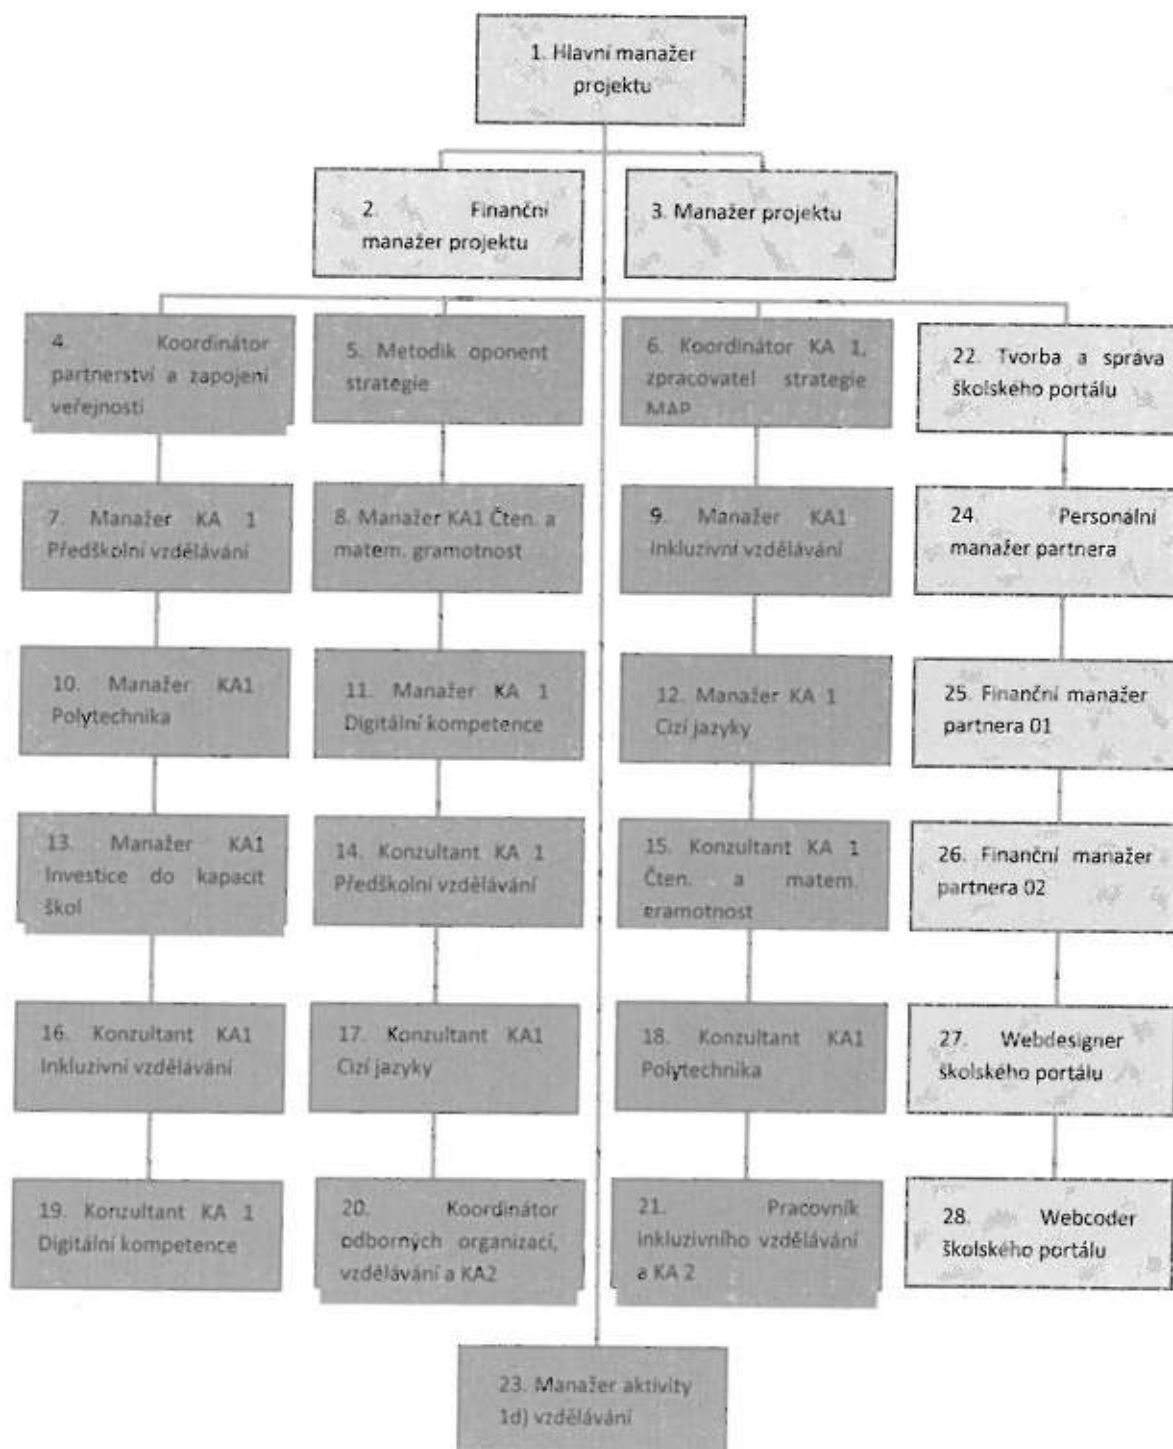 1. Hlavní manažer
projektu
2. Finanční
manažer projektu
3. Manažer projektu
4. Koordinátor
partnerství a zapojení
veřejnosti
5. Metodik oponent
strategie
6. Koordinátor KA 1,
zpracovatel strategie
MAP
22. Tvorba a správa
školského portálu
7. Manažer KA 1
Předškolní vzdělávání
8. Manažer KA1 Čten. a
matem. gramotnost
9. Manažer KA1
Inkluzivní vzdělávání
24. Personální
manažer partnera
10. Manažer KA1
Polytechnika
11. Manažer KA 1
Digitální kompetence
12. Manažer KA 1
Cizí jazyky
25. Finanční manažer
partnera 01
13. Manažer KA1
Investice do kapacit
škol
14. Konzultant KA 1
Předškolní vzdělávání
15. Konzultant KA 1
Čten. a matem.
gramotnost
26. Finanční manažer
partnera 02
16. Konzultant KA1
Inkluzivní vzdělávání
17. Konzultant KA1
Cizí jazyky
18. Konzultant KA1
Polytechnika
27. Webdesigner
školského portálu
19. Konzultant KA 1
Digitální kompetence
20. Koordinátor
odborných organizací,
vzdělávání a KA2
21. Pracovník
inkluzivního vzdělávání
a KA 2
28. Webcoder
školského portálu
23. Manažer aktivity
1d) vzdělávání